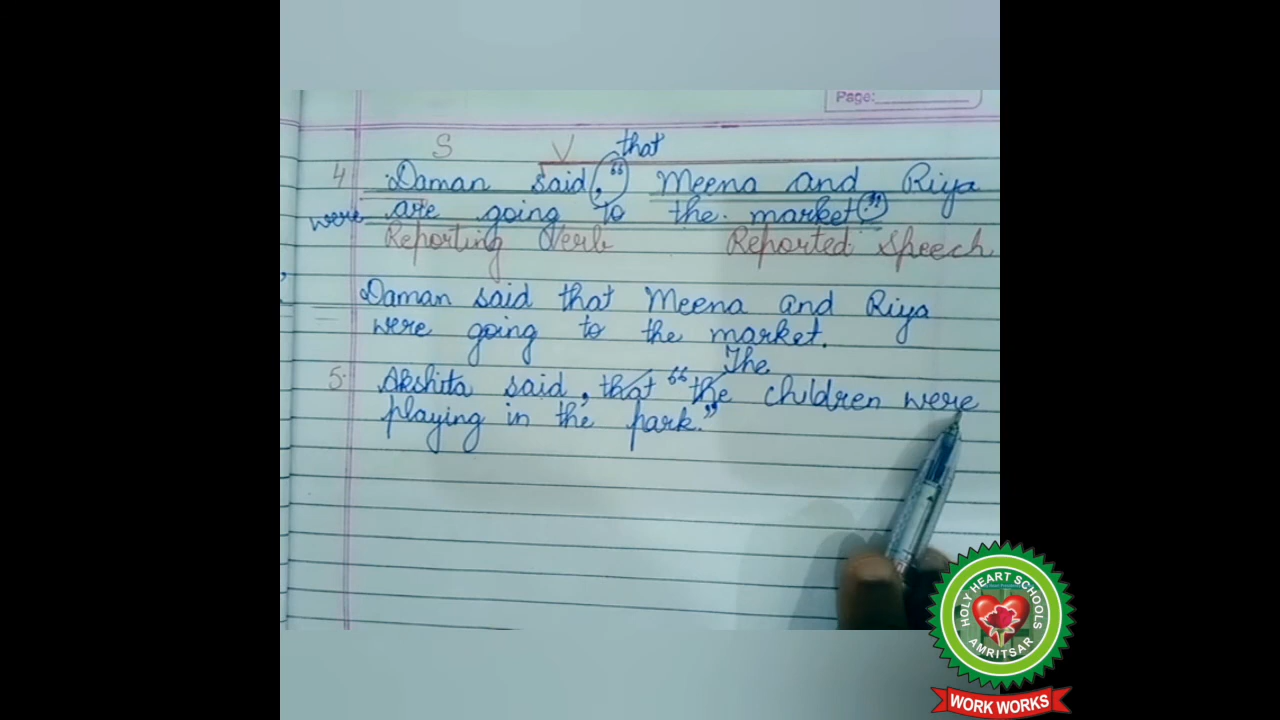 Page:
S V that
4 Daman said, “ Meena and Riya
were are going to the market.”
Reporting Verb Reported Speech
Daman said that Meena and Riya
were going to the market.
The
5. Akshita said, that “the children were
playing in the park.”
HOLY HEART SCHOOLS
AMRITSAR
WORK WORKS